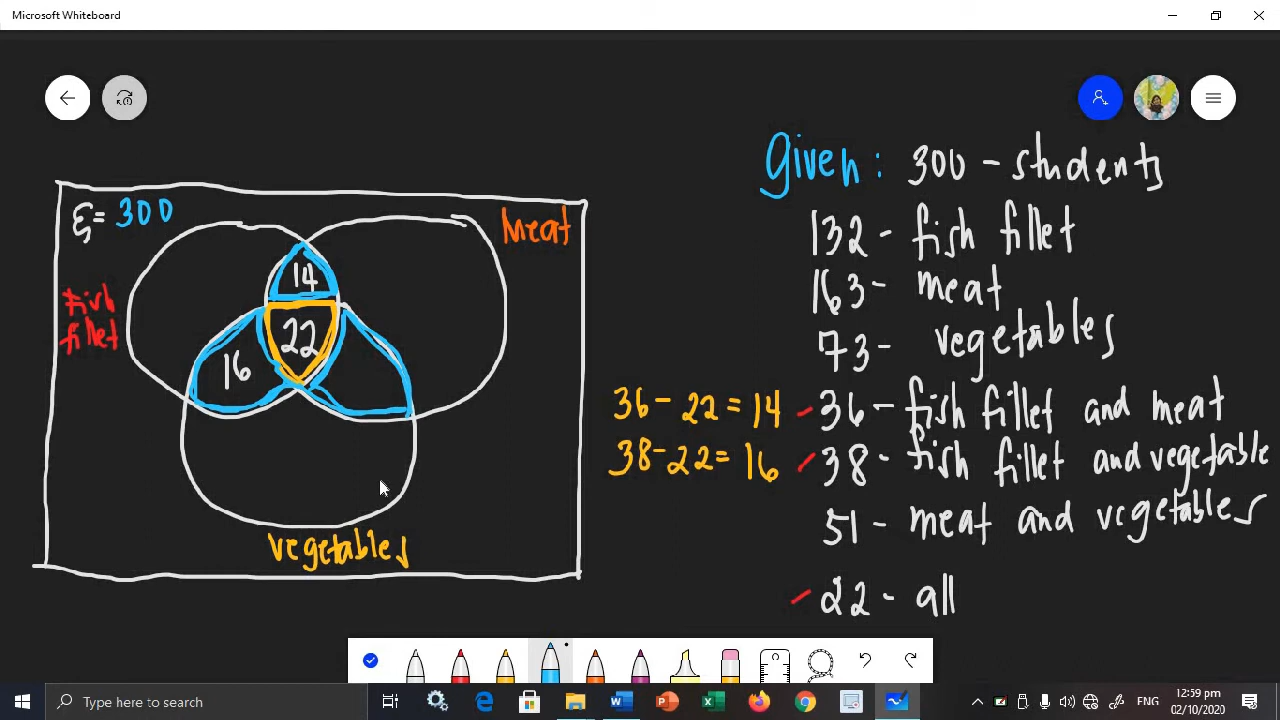 Microsoft Whiteboard
Given: 300 - students
ξ = 300
Meat
132 - fish fillet
14
163 - meat
fish
fillet
22
73 - vegetables
16
36 - 22 = 14
36 - fish fillet and meat
38 - 22 = 16
38 - fish fillet and vegetable
51 - meat and vegetables
vegetables
22 - all
Type here to search
ENG
12:59 pm
02/10/2020